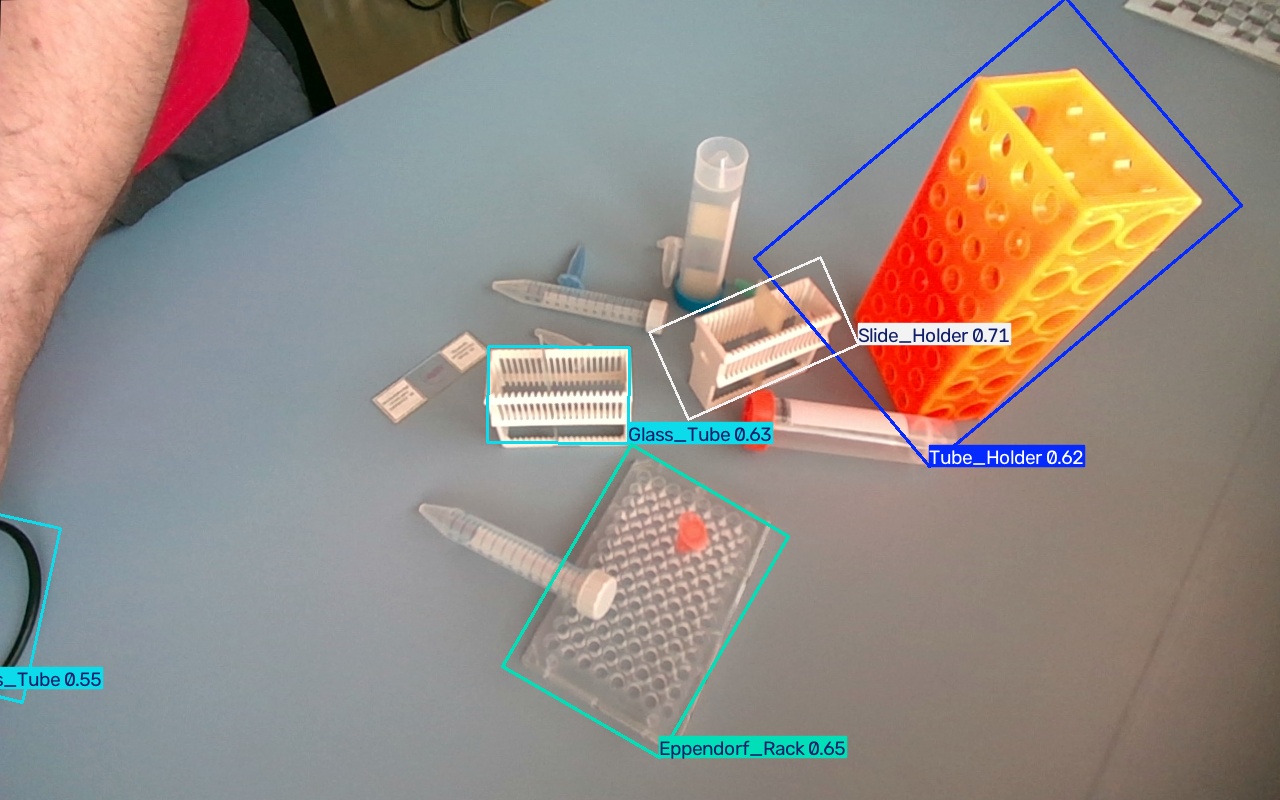 Slide_Holder 0.71
Glass_Tube 0.63
Tube_Holder 0.62
s_Tube 0.55
Eppendorf_Rack 0.65